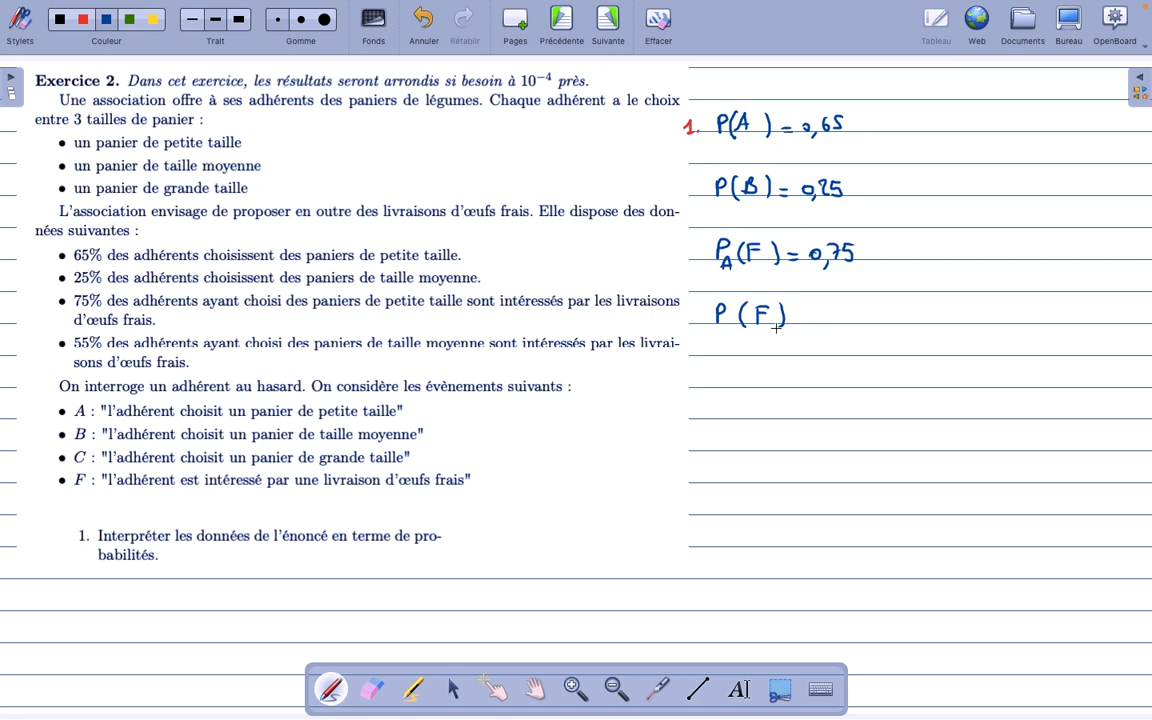 Stylets
Couleur
Trait
Gomme
Fonds
Annuler
Rétablir
Pages
Précédente
Suivante
Effacer
Tableau
Web
Documents
Bureau
OpenBoard
Exercice 2. Dans cet exercice, les résultats seront arrondis si besoin à 10⁻⁴ près.
Une association offre à ses adhérents des paniers de légumes. Chaque adhérent a le choix
entre 3 tailles de panier :
• un panier de petite taille
• un panier de taille moyenne
• un panier de grande taille
L'association envisage de proposer en outre des livraisons d'œufs frais. Elle dispose des don-
nées suivantes :
• 65% des adhérents choisissent des paniers de petite taille.
• 25% des adhérents choisissent des paniers de taille moyenne.
• 75% des adhérents ayant choisi des paniers de petite taille sont intéressés par les livraisons
d'œufs frais.
• 55% des adhérents ayant choisi des paniers de taille moyenne sont intéressés par les livrai-
sons d'œufs frais.
On interroge un adhérent au hasard. On considère les évènements suivants :
• A : "l'adhérent choisit un panier de petite taille"
• B : "l'adhérent choisit un panier de taille moyenne"
• C : "l'adhérent choisit un panier de grande taille"
• F : "l'adhérent est intéressé par une livraison d'œufs frais"
1. Interpréter les données de l'énoncé en terme de pro-
babilités.
1. P(A) = 0,65
P(B) = 0,25
P_A(F) = 0,75
P(F)